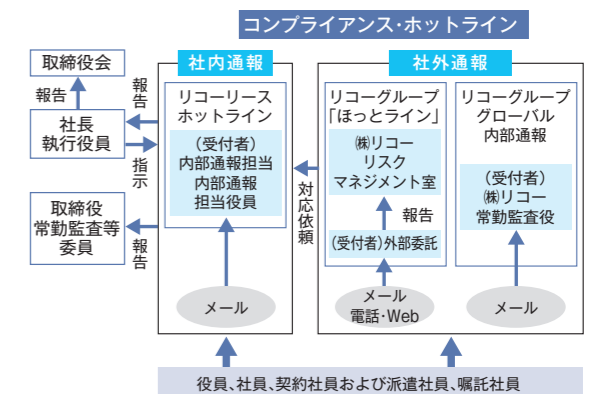 コンプライアンス・ホットライン
社内通報
社外通報
取締役会
報告
社長
執行役員
報告
指示
取締役
常勤監査等
委員
報告
リコーリース
ホットライン
(受付者)
内部通報担当
内部通報
担当役員
メール
対応依頼
リコーグループ
「ほっとライン」
㈱リコー
リスク
マネジメント室
報告
(受付者)外部委託
メール
電話・Web
リコーグループ
グローバル
内部通報
(受付者)
㈱リコー
常勤監査役
メール
役員、社員、契約社員および派遣社員、嘱託社員